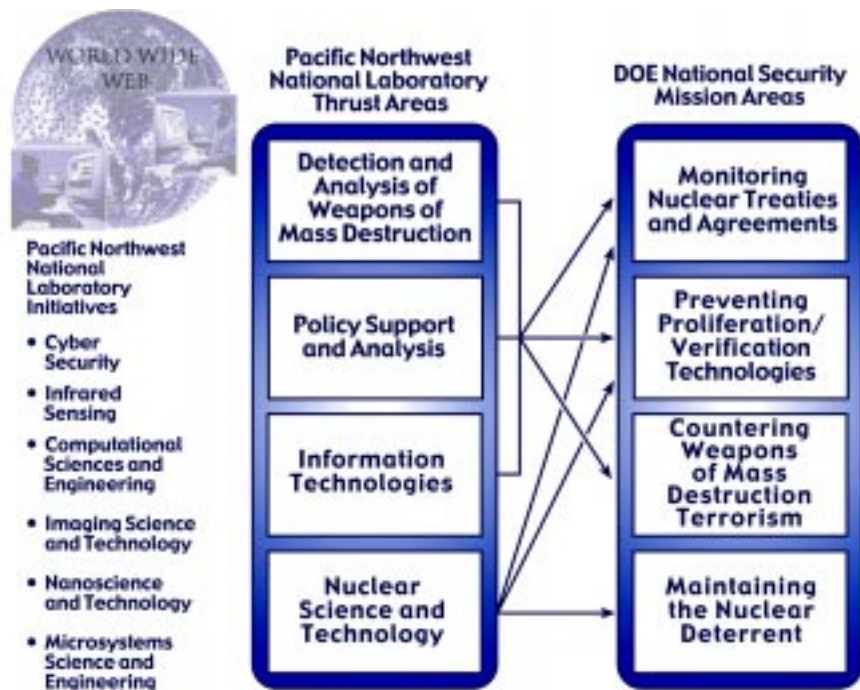 WORLD WIDE
WEB
Pacific Northwest
National
Laboratory
Initiatives
• Cyber
Security
• Infrared
Sensing
• Computational
Sciences and
Engineering
• Imaging Science
and Technology
• Nanoscience
and Technology
• Microsystems
Science and
Engineering
Pacific Northwest
National Laboratory
Thrust Areas
Detection and
Analysis of
Weapons of
Mass Destruction
Policy Support
and Analysis
Information
Technologies
Nuclear
Science and
Technology
DOE National Security
Mission Areas
Monitoring
Nuclear Treaties
and Agreements
Preventing
Proliferation/
Verification
Technologies
Countering
Weapons
of Mass
Destruction
Terrorism
Maintaining
the Nuclear
Deterrent